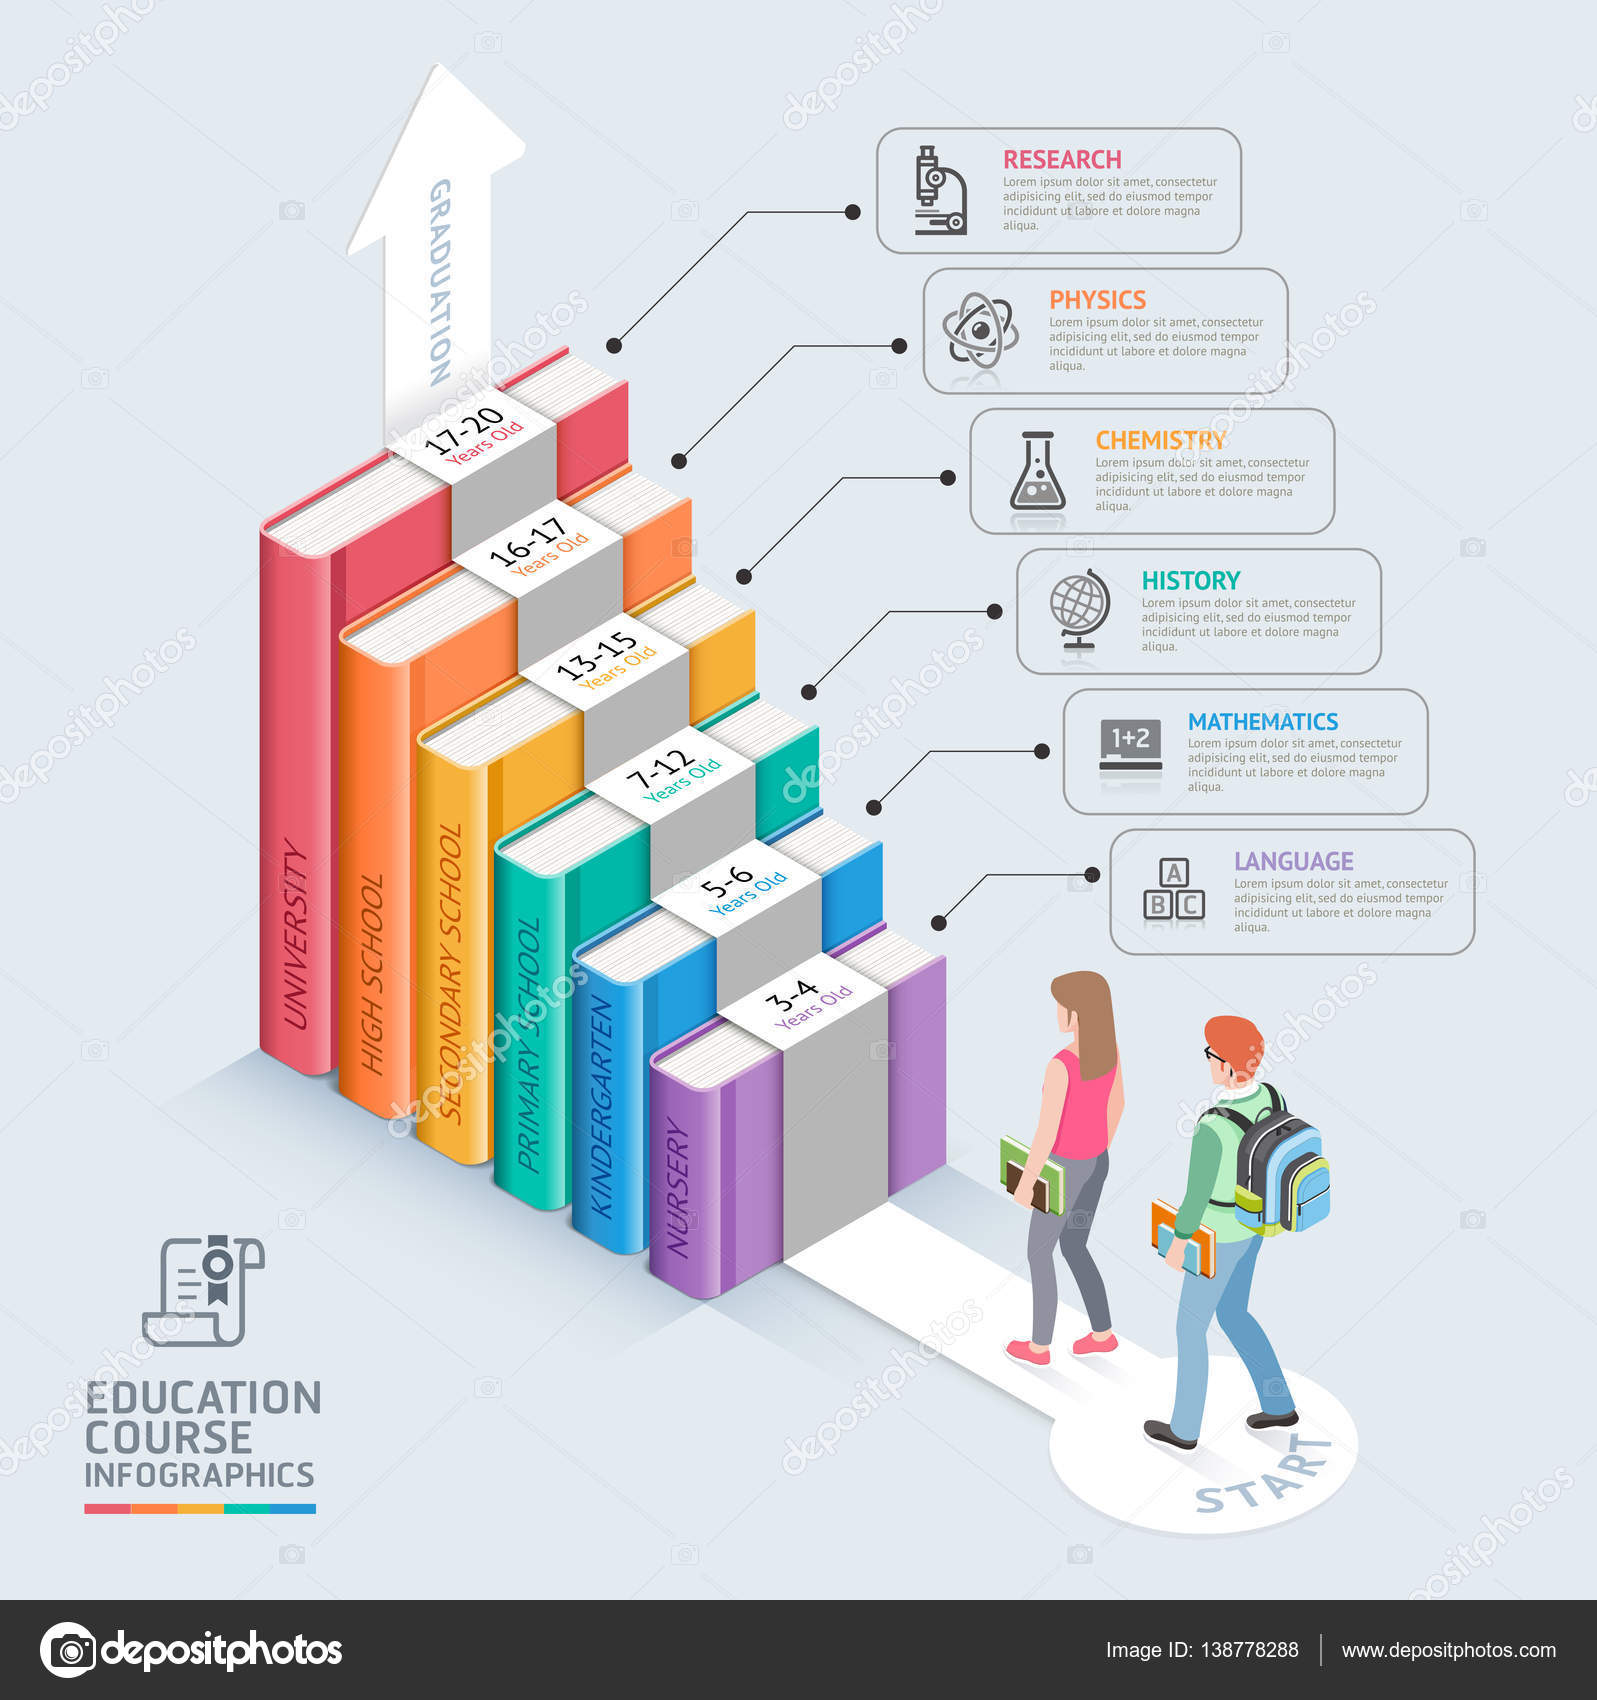 GRADUATION
RESEARCH
Lorem ipsum dolor sit amet, consectetur
adipisicing elit, sed do eiusmod tempor
incididunt ut labore et dolore magna
aliqua.
PHYSICS
Lorem ipsum dolor sit amet, consectetur
adipisicing elit, sed do eiusmod tempor
incididunt ut labore et dolore magna
aliqua.
CHEMISTRY
Lorem ipsum dolor sit amet, consectetur
adipisicing elit, sed do eiusmod tempor
incididunt ut labore et dolore magna
aliqua.
HISTORY
Lorem ipsum dolor sit amet, consectetur
adipisicing elit, sed do eiusmod tempor
incididunt ut labore et dolore magna
aliqua.
1+2
MATHEMATICS
Lorem ipsum dolor sit amet, consectetur
adipisicing elit, sed do eiusmod tempor
incididunt ut labore et dolore magna
aliqua.
A
B C
LANGUAGE
Lorem ipsum dolor sit amet, consectetur
adipisicing elit, sed do eiusmod tempor
incididunt ut labore et dolore magna
aliqua.
17-20
Years Old
16-17
Years Old
13-15
Years Old
7-12
Years Old
5-6
Years Old
3-4
Years Old
UNIVERSITY
HIGH SCHOOL
SECONDARY SCHOOL
PRIMARY SCHOOL
KINDERGARTEN
NURSERY
START
EDUCATION
COURSE
INFOGRAPHICS
depositphotos
Image ID: 138778288
www.depositphotos.com